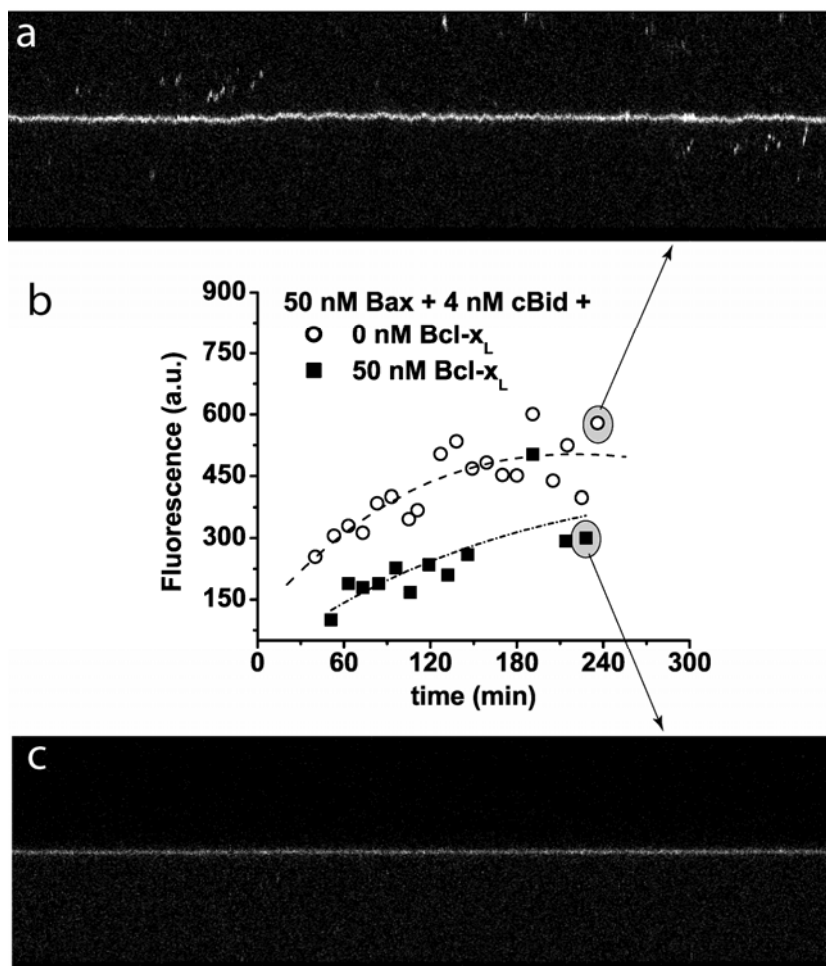 a
b
50 nM Bax + 4 nM cBid +
0 nM Bcl-xL
50 nM Bcl-xL
Fluorescence (a.u.)
900
750
600
450
300
150
0 60 120 180 240 300
time (min)
c